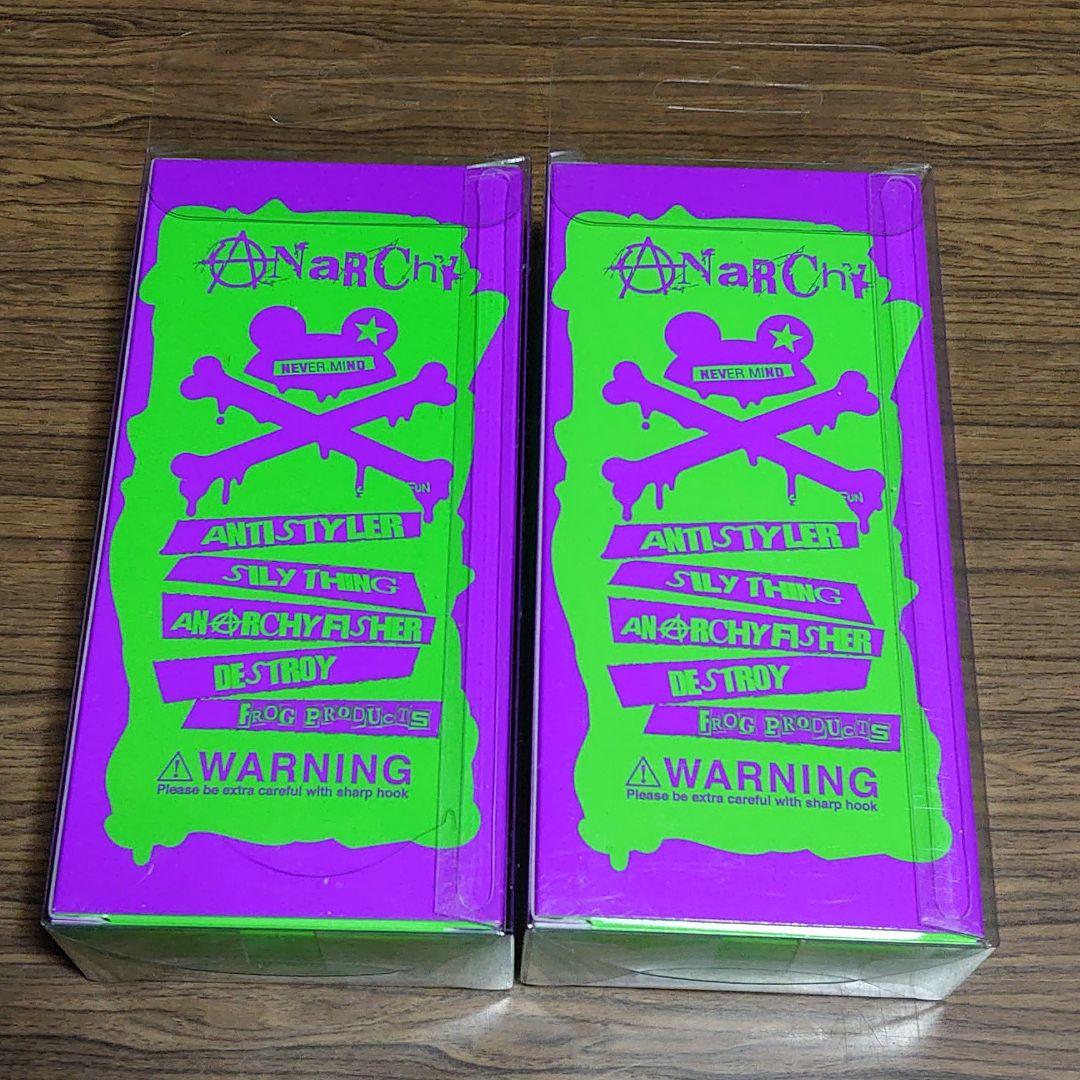 ANaRChy
NEVER MIND
FUN
ANTISTYLER
SILY THING
ANARCHY FISHER
DESTROY
FROG PRODUCTS
WARNING
Please be extra careful with sharp hook
ANaRChy
NEVER MIND
FUN
ANTISTYLER
SILY THING
ANARCHY FISHER
DESTROY
FROG PRODUCTS
WARNING
Please be extra careful with sharp hook